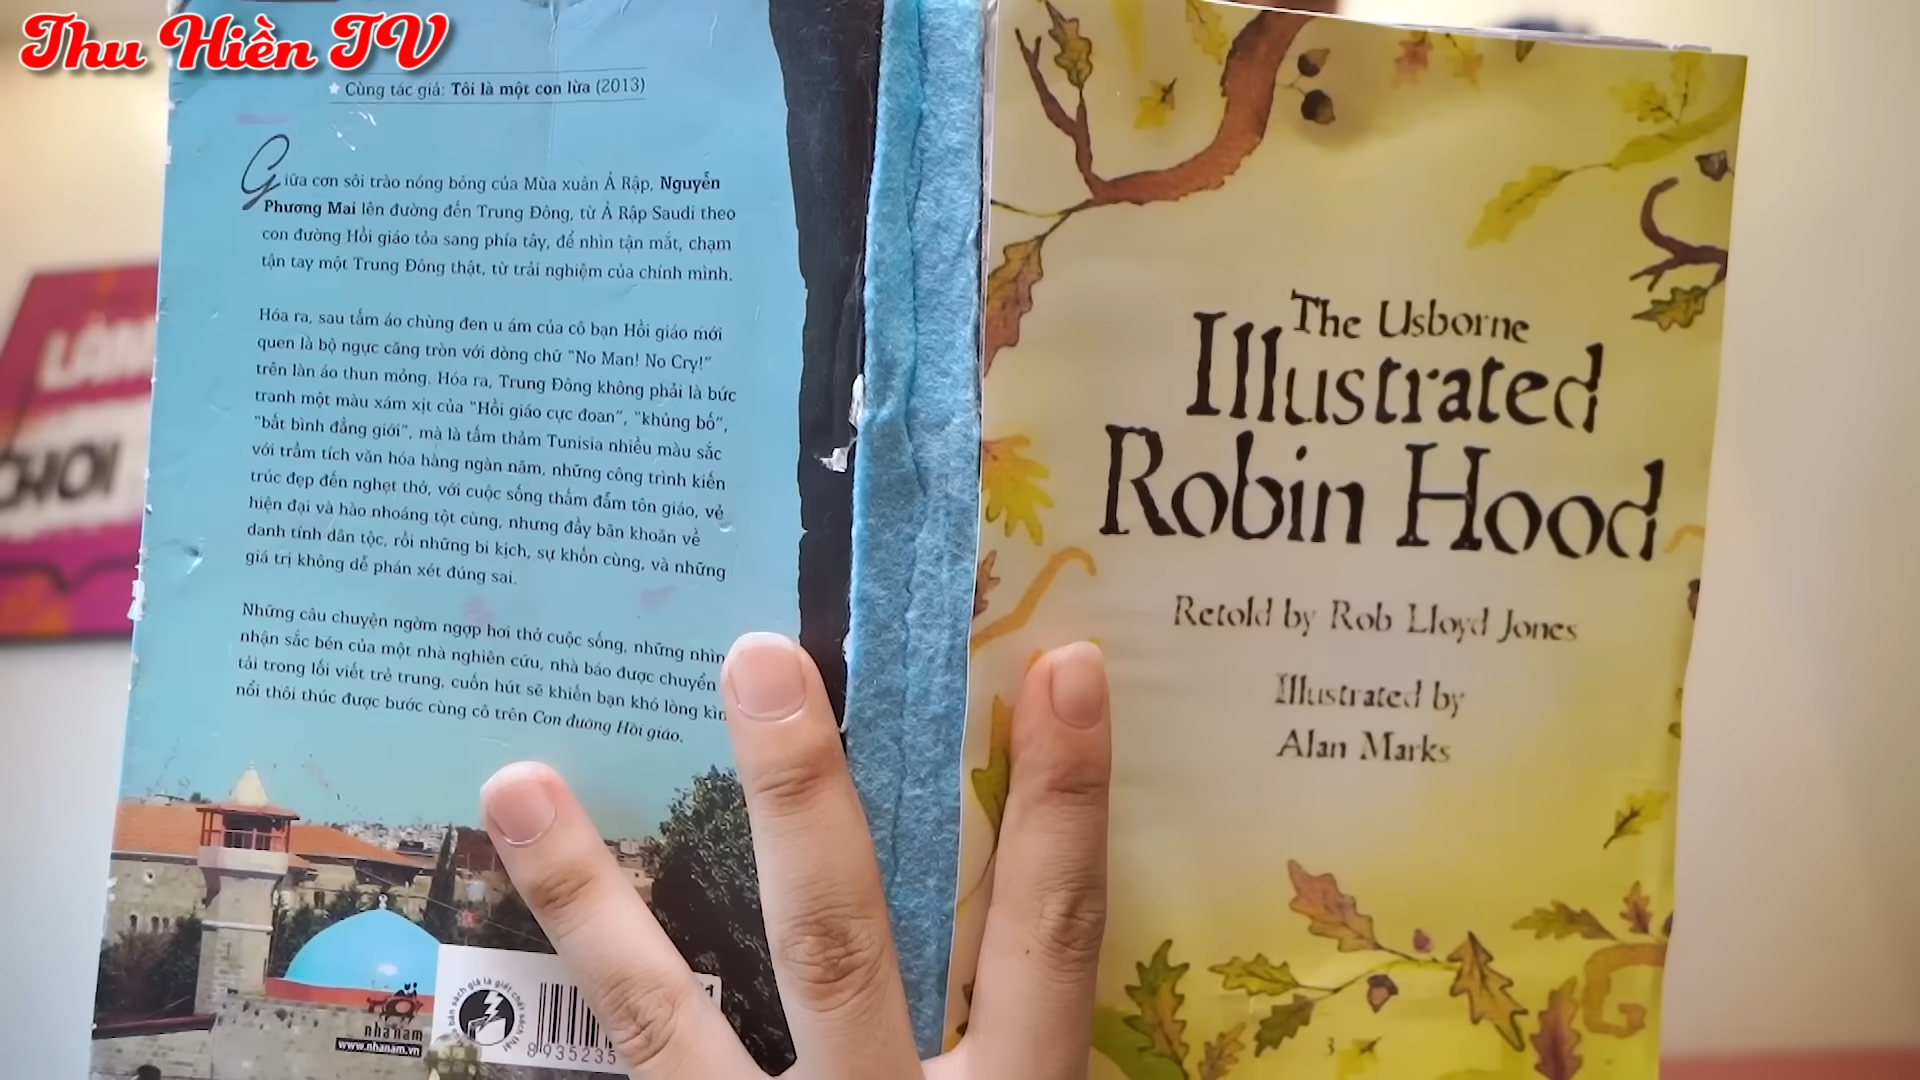 Thu Hiền TV
Cùng tác giả: Tôi là một con lừa (2013)
Giữa cơn sôi trào nóng bỏng của Mùa xuân Ả Rập, Nguyễn
Phương Mai lên đường đến Trung Đông, từ Ả Rập Saudi theo
con đường Hồi giáo tỏa sang phía tây, để nhìn tận mắt, chạm
tận tay một Trung Đông thật, từ trải nghiệm của chính mình.
Hóa ra, sau tấm áo chùng đen u ám của cô bạn Hồi giáo mới
quen là bộ ngực căng tròn với dòng chữ "No Man! No Cry!"
trên làn áo thun mỏng. Hóa ra, Trung Đông không phải là bức
tranh một màu xám xịt của "Hồi giáo cực đoan", "khủng bố",
"bất bình đẳng giới", mà là tấm thảm Tunisia nhiều màu sắc
với trầm tích văn hóa hàng ngàn năm, những công trình kiến
trúc đẹp đến nghẹt thở, với cuộc sống thấm đẫm tôn giáo, vẻ
hiện đại và hào nhoáng tột cùng, nhưng đầy băn khoăn về
danh tính dân tộc, rồi những bi kịch, sự khốn cùng, và những
giá trị không dễ phán xét đúng sai.
Những câu chuyện ngồm ngộp hơi thở cuộc sống, những nhìn
nhận sắc bén của một nhà nghiên cứu, nhà báo được chuyển
tải trong lối viết trẻ trung, cuốn hút sẽ khiến bạn khó lòng kìm
nổi thôi thúc được bước cùng cô trên Con đường Hồi giáo.
nhã nam
www.nhanam.vn
8 935235
LÀM
CHƠI
The Usborne
Illustrated
Robin Hood
Retold by Rob Lloyd Jones
Illustrated by
Alan Marks
3